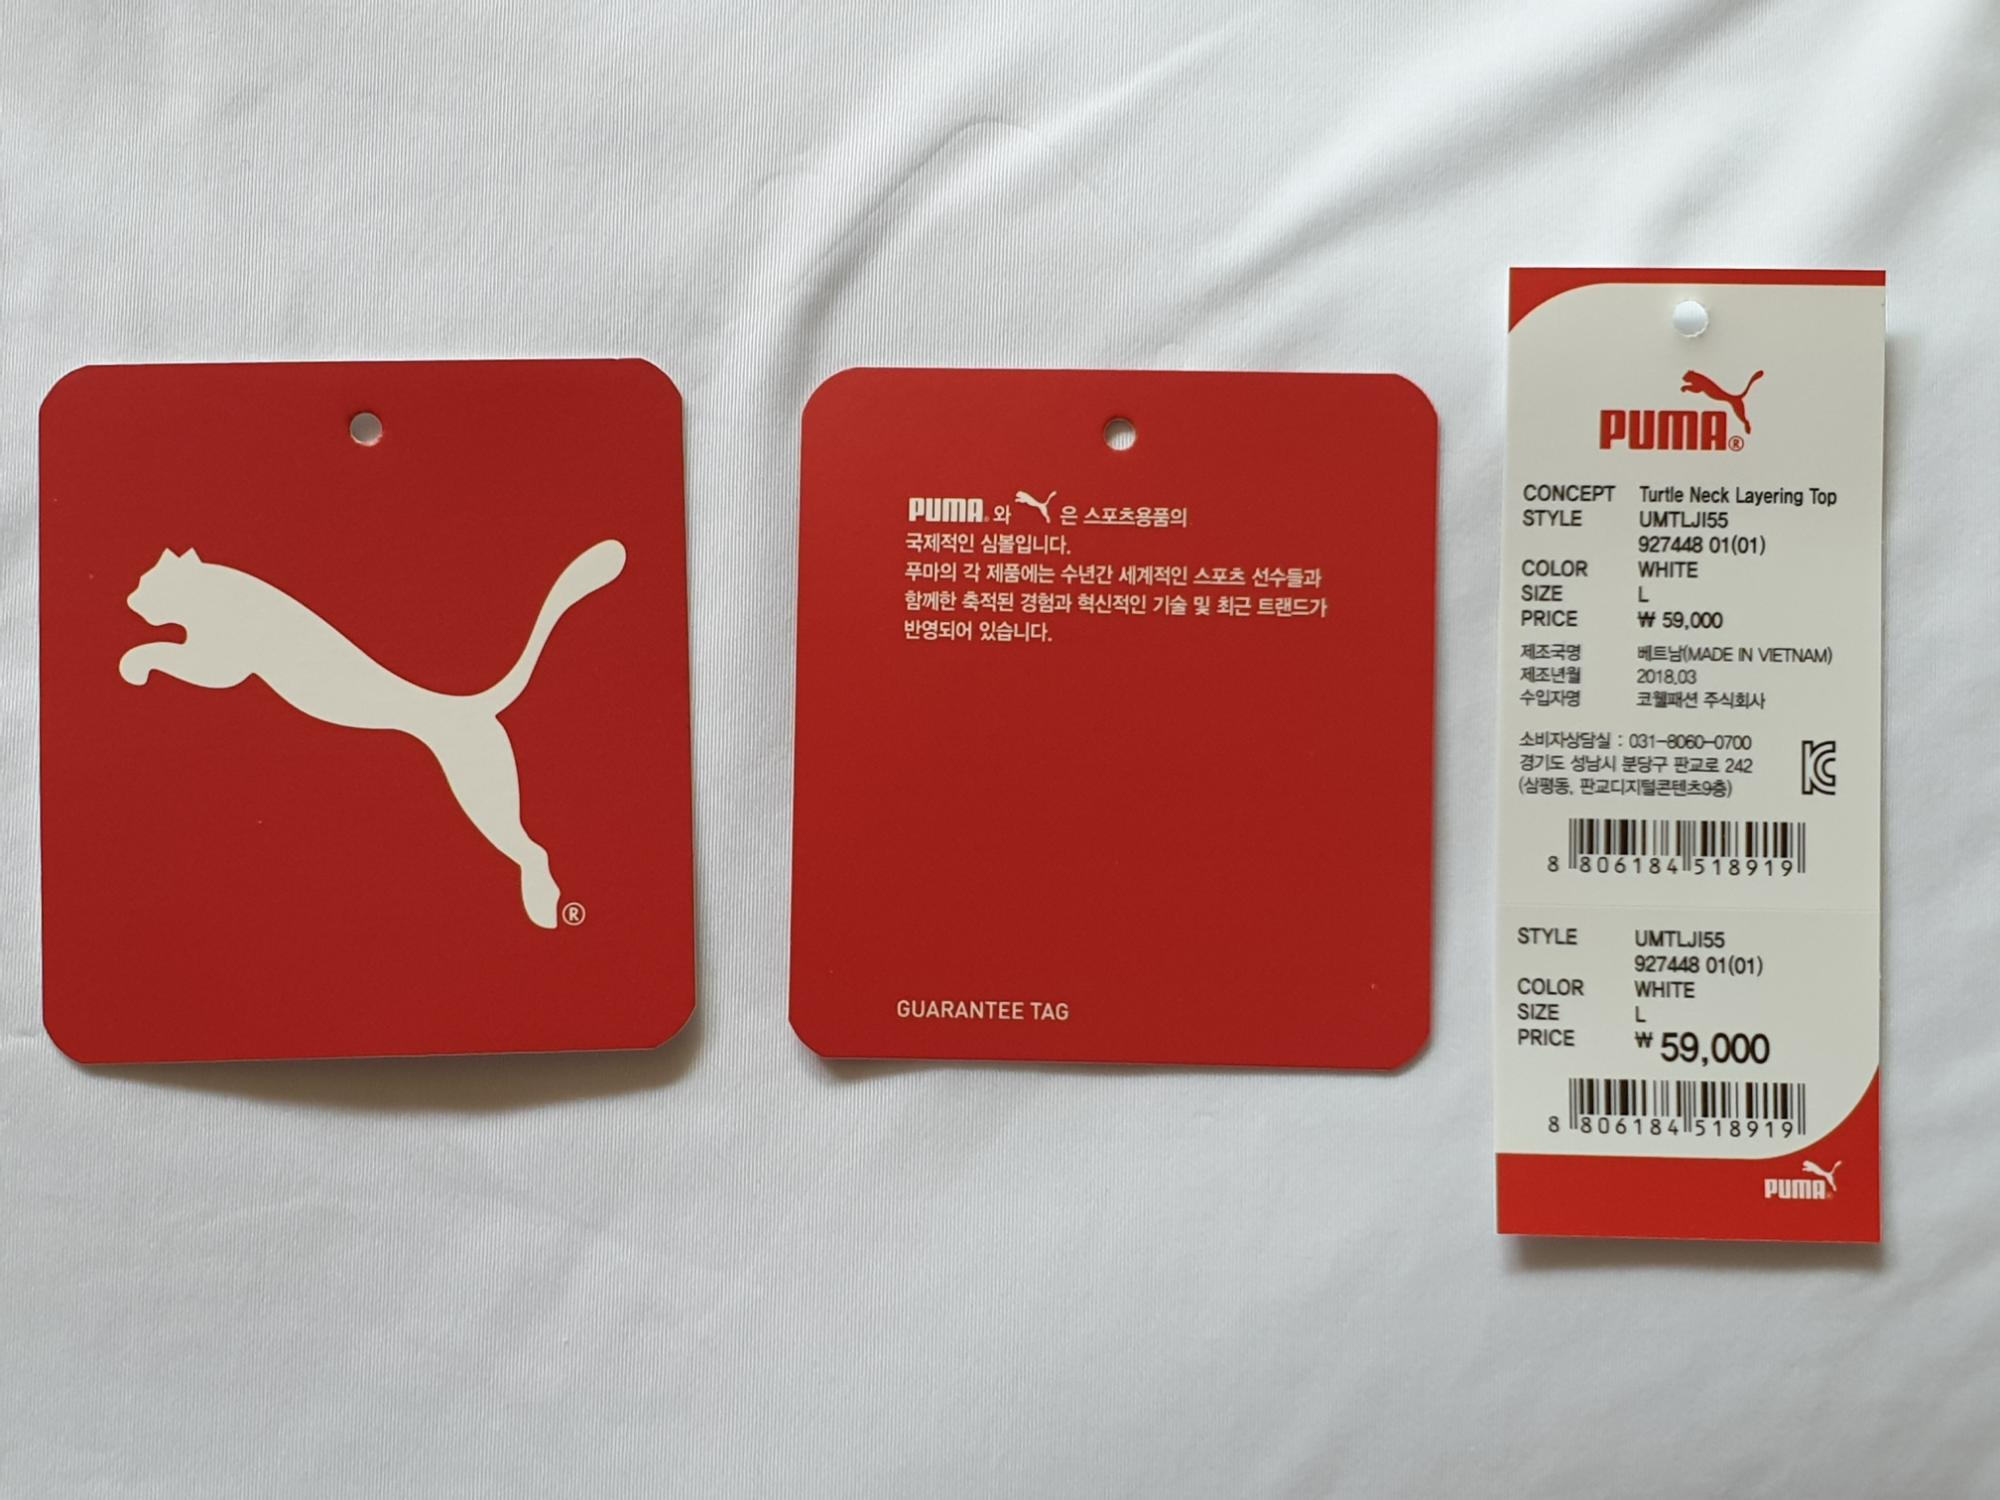 ®
PUMA® 와 은 스포츠용품의
국제적인 심볼입니다.
푸마의 각 제품에는 수년간 세계적인 스포츠 선수들과
함께한 축적된 경험과 혁신적인 기술 및 최근 트랜드가
반영되어 있습니다.
GUARANTEE TAG
PUMA®
CONCEPT Turtle Neck Layering Top
STYLE UMTLJI55
927448 01(01)
COLOR WHITE
SIZE L
PRICE ₩ 59,000
제조국명 베트남(MADE IN VIETNAM)
제조년월 2018.03
수입자명 코웰패션 주식회사
소비자상담실 : 031-8060-0700
경기도 성남시 분당구 판교로 242
(삼평동, 판교디지털콘텐츠9층)
KC
8 806184 518919
STYLE UMTLJI55
927448 01(01)
COLOR WHITE
SIZE L
PRICE ₩ 59,000
8 806184 518919
PUMA®